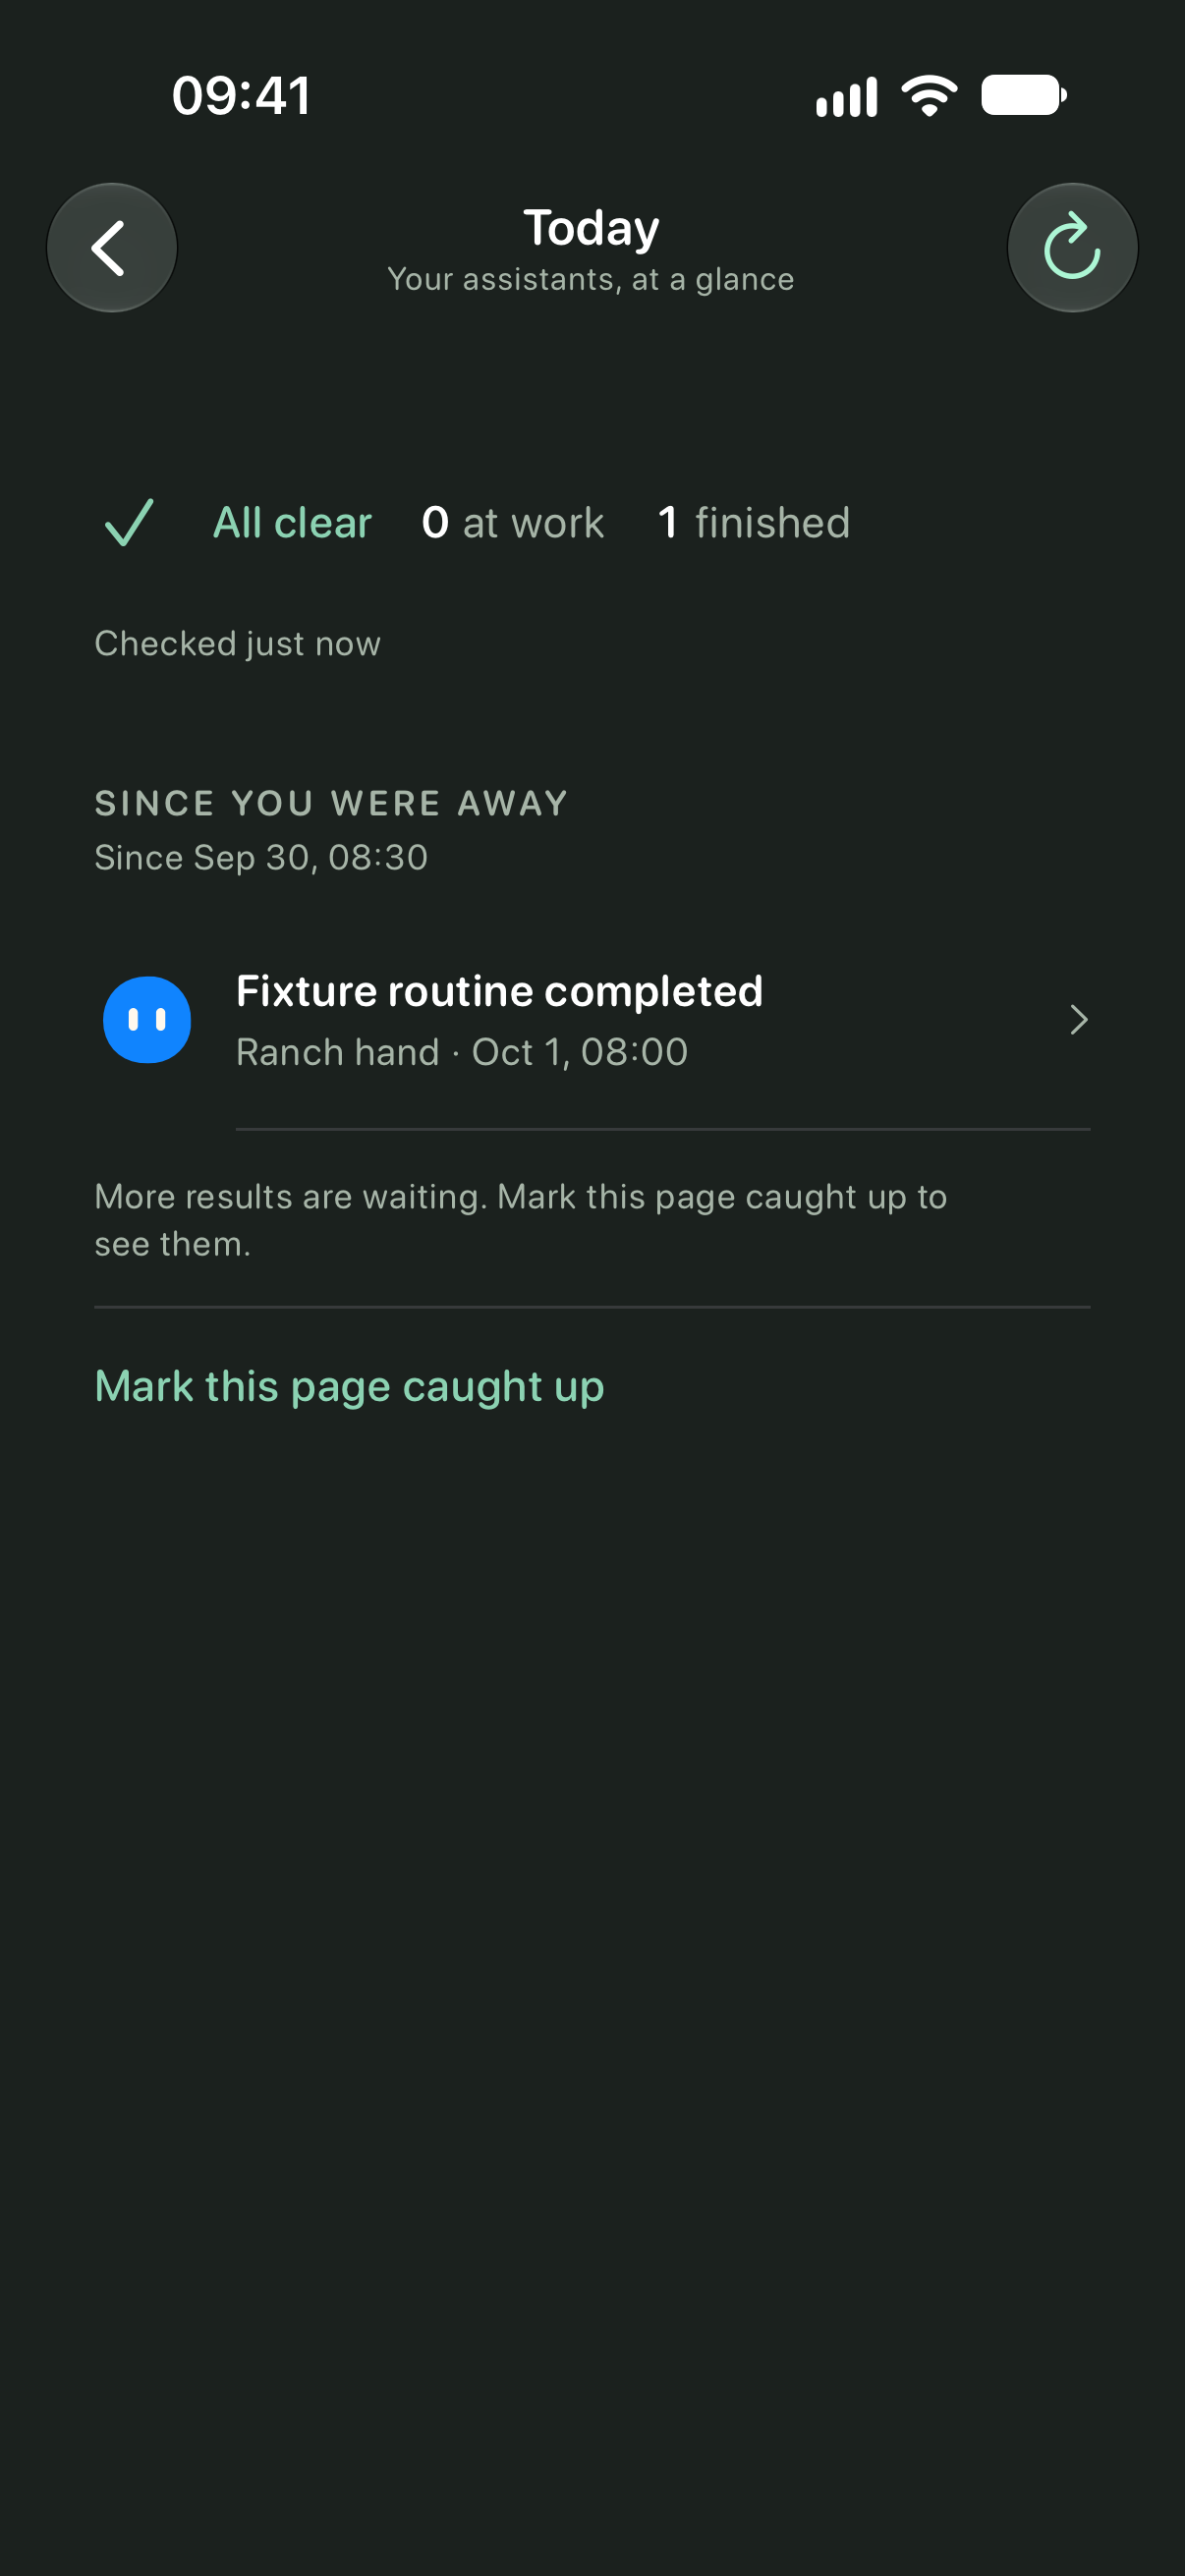 09:41
Today
Your assistants, at a glance
All clear 0 at work 1 finished
Checked just now
SINCE YOU WERE AWAY
Since Sep 30, 08:30
Fixture routine completed
Ranch hand · Oct 1, 08:00
More results are waiting. Mark this page caught up to
see them.
Mark this page caught up